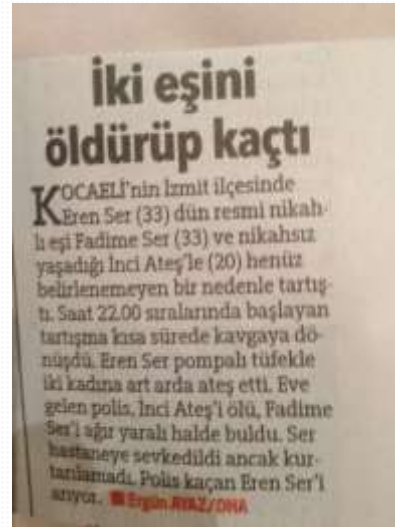 İki eşini
öldürüp kaçtı
KOCAELİ'nin İzmit ilçesinde
Eren Ser (33) dün resmi nikah-
lı eşi Fadime Ser (33) ve nikahsız
yaşadığı İnci Ateş'le (20) henüz
belirlenemeyen bir nedenle tartış-
tı. Saat 22.00 sıralarında başlayan
tartışma kısa sürede kavgaya dö-
nüşdü. Eren Ser pompalı tüfekle
iki kadına art arda ateş etti. Eve
gelen polis, İnci Ateş'i ölü, Fadime
Ser'i ağır yaralı halde buldu. Ser
hastaneye sevkedildi ancak kur-
tarılamadı. Polis kaçan Eren Ser'i
arıyor. ■ Ergün AYAZ/DHA